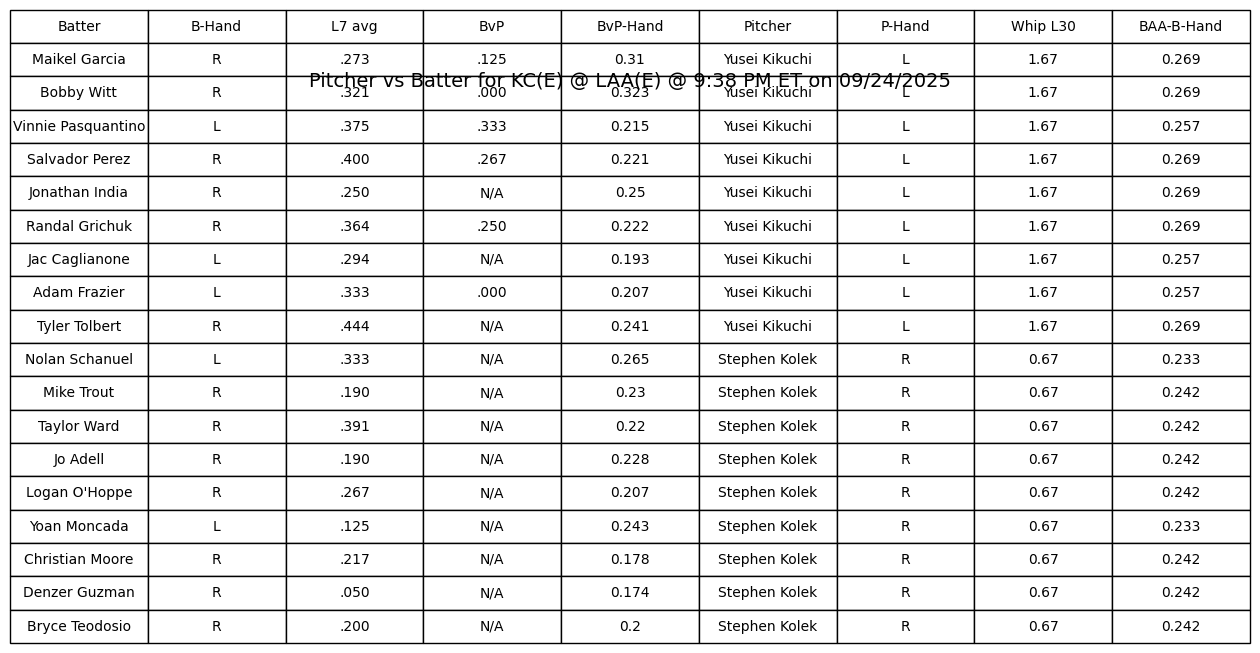 Batter B-Hand L7 avg BvP BvP-Hand Pitcher P-Hand Whip L30 BAA-B-Hand
Maikel Garcia R .273 .125 0.31 Yusei Kikuchi L 1.67 0.269
Pitcher vs Batter for KC(E) @ LAA(E) @ 9:38 PM ET on 09/24/2025
Bobby Witt R .321 .000 0.323 Yusei Kikuchi L 1.67 0.269
Vinnie Pasquantino L .375 .333 0.215 Yusei Kikuchi L 1.67 0.257
Salvador Perez R .400 .267 0.221 Yusei Kikuchi L 1.67 0.269
Jonathan India R .250 N/A 0.25 Yusei Kikuchi L 1.67 0.269
Randal Grichuk R .364 .250 0.222 Yusei Kikuchi L 1.67 0.269
Jac Caglianone L .294 N/A 0.193 Yusei Kikuchi L 1.67 0.257
Adam Frazier L .333 .000 0.207 Yusei Kikuchi L 1.67 0.257
Tyler Tolbert R .444 N/A 0.241 Yusei Kikuchi L 1.67 0.269
Nolan Schanuel L .333 N/A 0.265 Stephen Kolek R 0.67 0.233
Mike Trout R .190 N/A 0.23 Stephen Kolek R 0.67 0.242
Taylor Ward R .391 N/A 0.22 Stephen Kolek R 0.67 0.242
Jo Adell R .190 N/A 0.228 Stephen Kolek R 0.67 0.242
Logan O'Hoppe R .267 N/A 0.207 Stephen Kolek R 0.67 0.242
Yoan Moncada L .125 N/A 0.243 Stephen Kolek R 0.67 0.233
Christian Moore R .217 N/A 0.178 Stephen Kolek R 0.67 0.242
Denzer Guzman R .050 N/A 0.174 Stephen Kolek R 0.67 0.242
Bryce Teodosio R .200 N/A 0.2 Stephen Kolek R 0.67 0.242